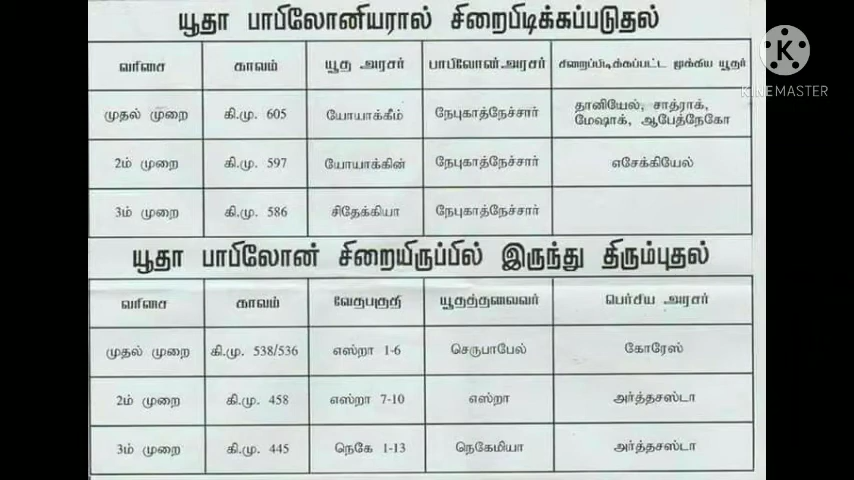 யூதா பாபிலோனியரால் சிறைபிடிக்கப்படுதல்
வரிசை காலம் யூத அரசர் பாபிலோன்-அரசர் சிறைப்பிடிக்கப்பட்ட முக்கிய யூதர்
முதல் முறை கி.மு. 605 யோயாக்கீம் நேபுகாத்நேச்சார் தானியேல், சாத்ராக்,
மேஷாக், ஆபேத்நேகோ
2ம் முறை கி.மு. 597 யோயாக்கின் நேபுகாத்நேச்சார் எசேக்கியேல்
3ம் முறை கி.மு. 586 சிதேக்கியா நேபுகாத்நேச்சார்
யூதா பாபிலோன் சிறையிருப்பில் இருந்து திரும்புதல்
வரிசை காலம் வேதபகுதி யூதத்தலைவர் பெர்சிய அரசர்
முதல் முறை கி.மு. 538/536 எஸ்றா 1-6 செருபாபேல் கோரேஸ்
2ம் முறை கி.மு. 458 எஸ்றா 7-10 எஸ்றா அர்த்தசஸ்டா
3ம் முறை கி.மு. 445 நெகே 1-13 நெகேமியா அர்த்தசஸ்டா
K
KINEMASTER